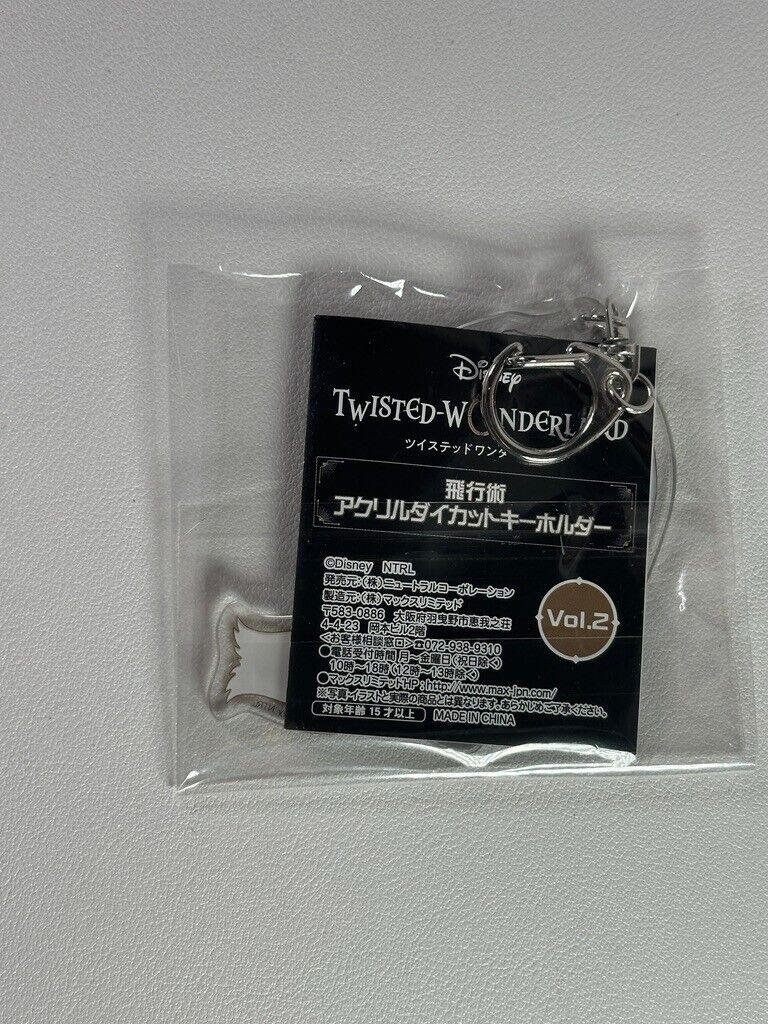 Disney
TWISTED-WONDERLAND
ツイステッドワンダ
飛行術
アクリルダイカットキーホルダー
©Disney NTRL
発売元:(株)ニュートラルコーポレーション
製造元:(株)マックスリミテッド
〒583-0886 大阪府羽曳野市恵我之荘
4-4-23 岡本ビル2階
<お客様相談窓口>☎072-938-9310
●電話受付時間 月〜金曜日(祝日除く)
10時〜18時(12時〜13時除く)
●マックスリミテッドHP:http://www.max-jpn.com/
※写真・イラストと実際の商品とは異なります。あらかじめご了承ください。
対象年齢 15才以上 MADE IN CHINA
Vol.2